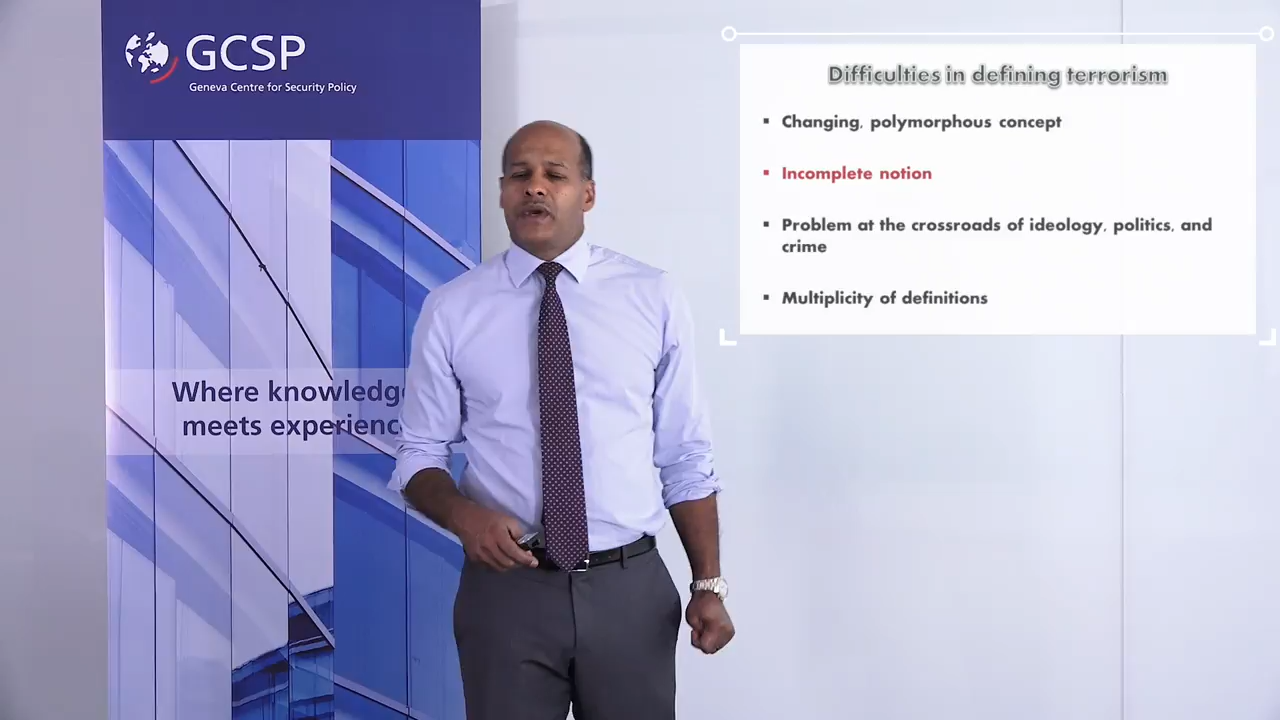 GCSP
Geneva Centre for Security Policy
Where knowledge
meets experienc
Difficulties in defining terrorism
▪ Changing, polymorphous concept
▪ Incomplete notion
▪ Problem at the crossroads of ideology, politics, and
crime
▪ Multiplicity of definitions